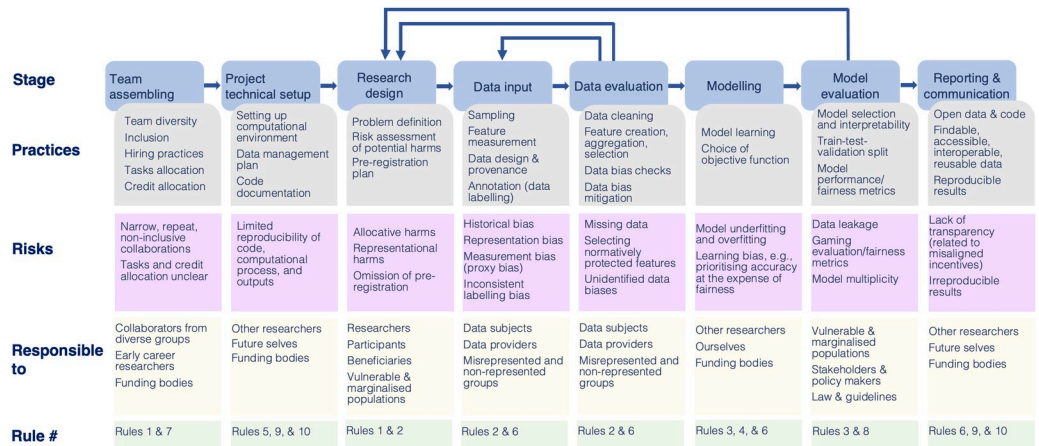 Stage
Team
assembling
Project
technical setup
Research
design
Data input
Data evaluation
Modelling
Model
evaluation
Reporting &
communication
Practices
Team diversity
Inclusion
Hiring practices
Tasks allocation
Credit allocation
Setting up
computational
environment
Data management
plan
Code
documentation
Problem definition
Risk assessment
of potential harms
Pre-registration
plan
Sampling
Feature
measurement
Data design &
provenance
Annotation (data
labelling)
Data cleaning
Feature creation,
aggregation,
selection
Data bias checks
Data bias
mitigation
Model learning
Choice of
objective function
Model selection
and interpretability
Train-test-
validation split
Model
performance/
fairness metrics
Open data & code
Findable,
accessible,
interoperable,
reusable data
Reproducible
results
Risks
Narrow, repeat,
non-inclusive
collaborations
Tasks and credit
allocation unclear
Limited
reproducibility of
code,
computational
process, and
outputs
Allocative harms
Representational
harms
Omission of pre-
registration
Historical bias
Representation bias
Measurement bias
(proxy bias)
Inconsistent
labelling bias
Missing data
Selecting
normatively
protected features
Unidentified data
biases
Model underfitting
and overfitting
Learning bias, e.g.,
prioritising accuracy
at the expense of
fairness
Data leakage
Gaming
evaluation/fairness
metrics
Model multiplicity
Lack of
transparency
(related to
misaligned
incentives)
Irreproducible
results
Responsible
to
Collaborators from
diverse groups
Early career
researchers
Funding bodies
Other researchers
Future selves
Funding bodies
Researchers
Participants
Beneficiaries
Vulnerable &
marginalised
populations
Data subjects
Data providers
Misrepresented and
non-represented
groups
Data subjects
Data providers
Misrepresented and
non-represented
groups
Other researchers
Ourselves
Funding bodies
Vulnerable &
marginalised
populations
Stakeholders &
policy makers
Law & guidelines
Other researchers
Future selves
Funding bodies
Rule #
Rules 1 & 7
Rules 5, 9, & 10
Rules 1 & 2
Rules 2 & 6
Rules 2 & 6
Rules 3, 4, & 6
Rules 3 & 8
Rules 6, 9, & 10